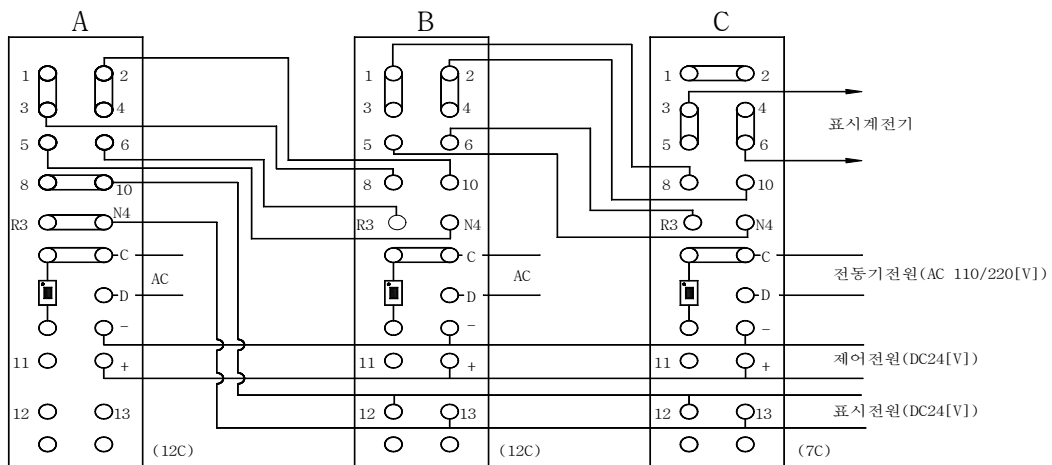 A B C
1 2 1 2 1 2
3 4 3 4 3 4
표시계전기
5 6 5 6 5 6
8 10 8 10 8 10
R3 N4 R3 N4 R3 N4
C AC C AC C
전동기전원(AC 110/220[V])
D D D
- - -
제어전원(DC24[V])
11 + 11 + 11 +
12 13 12 13 12 13
표시전원(DC24[V])
(12C) (12C) (7C)